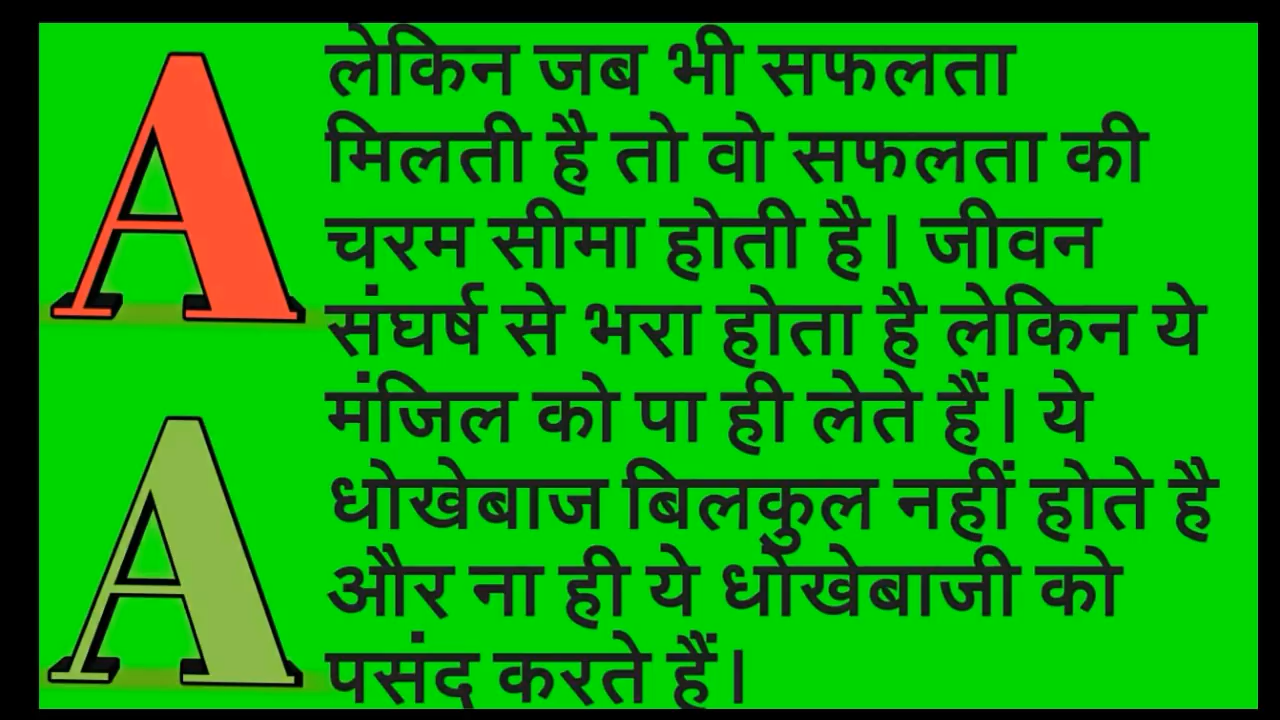 A
लेकिन जब भी सफलता
मिलती है तो वो सफलता की
चरम सीमा होती है। जीवन
संघर्ष से भरा होता है लेकिन ये
मंजिल को पा ही लेते हैं। ये
A
धोखेबाज बिलकुल नहीं होते है
और ना ही ये धोखेबाजी को
पसंद करते हैं।